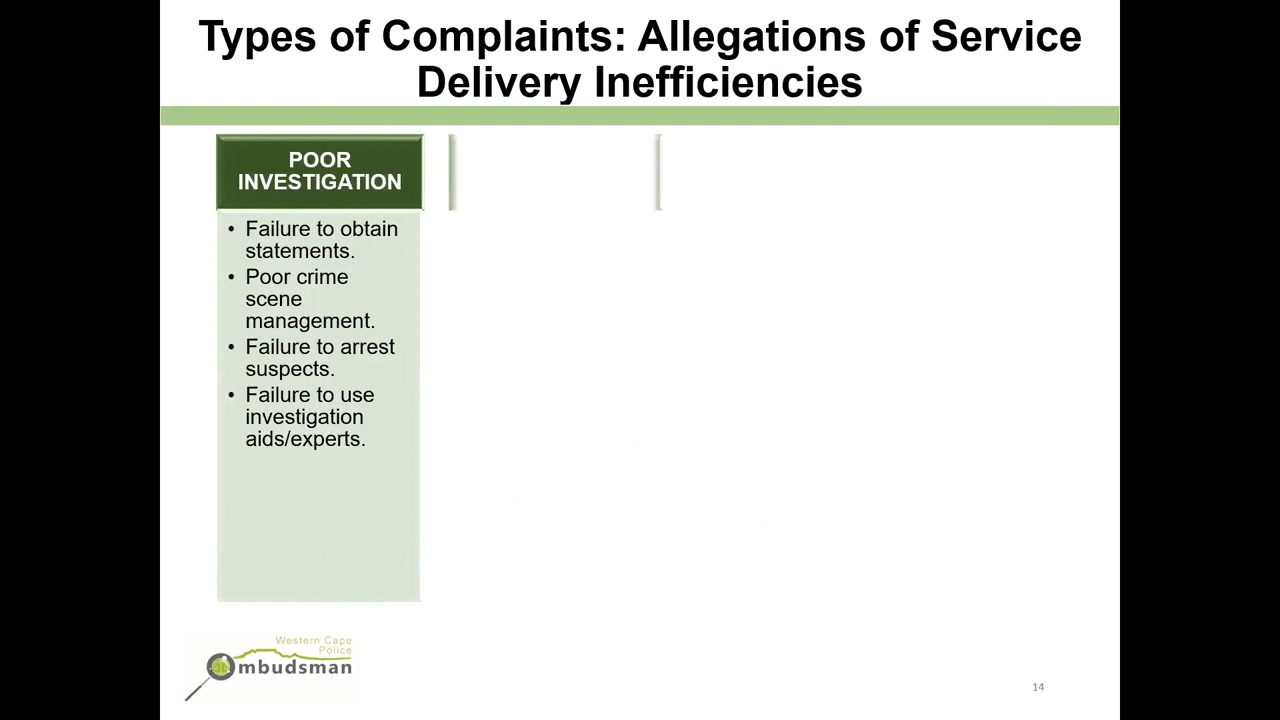 Types of Complaints: Allegations of Service
Delivery Inefficiencies
POOR
INVESTIGATION
• Failure to obtain
statements.
• Poor crime
scene
management.
• Failure to arrest
suspects.
• Failure to use
investigation
aids/experts.
Western Cape
Police
Ombudsman
14